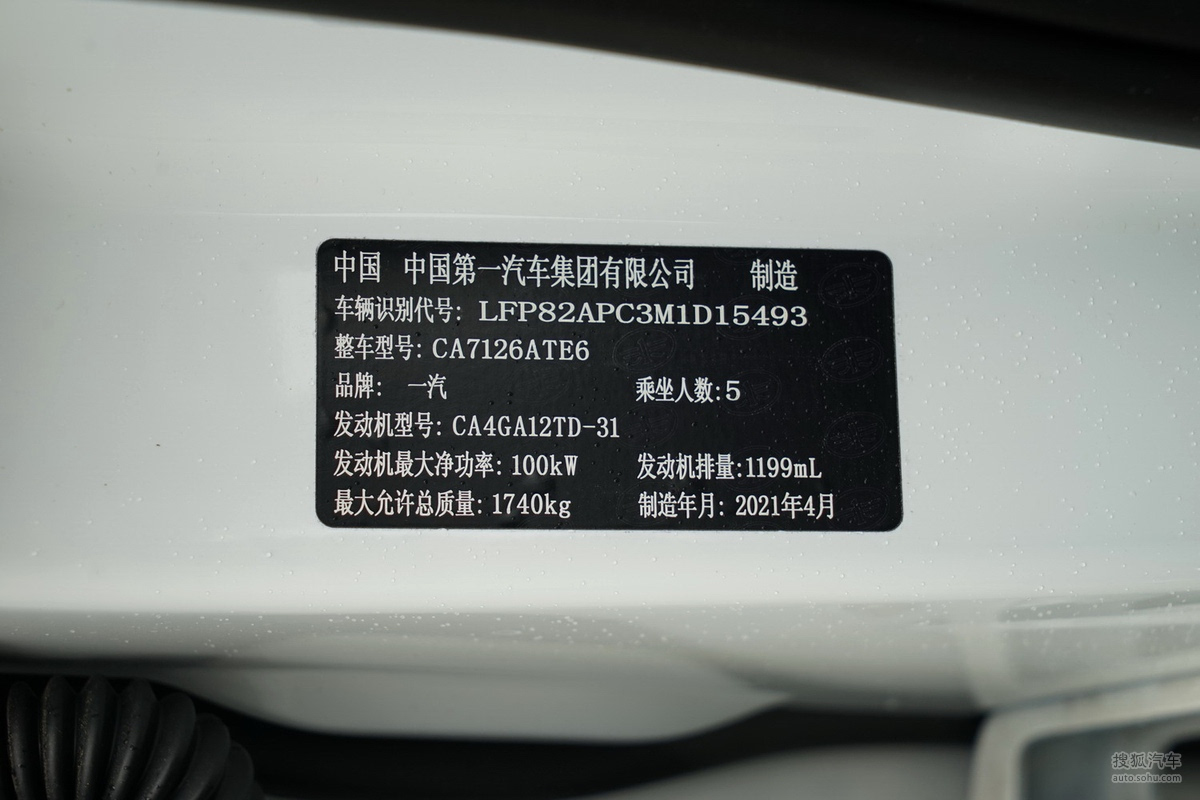 中国 中国第一汽车集团有限公司 制造
车辆识别代号: LFP82APC3M1D15493
整车型号: CA7126ATE6
品牌: 一汽 乘坐人数:5
发动机型号: CA4GA12TD-31
发动机最大净功率: 100kW 发动机排量:1199mL
最大允许总质量: 1740kg 制造年月: 2021年4月
搜狐汽车
auto.sohu.com